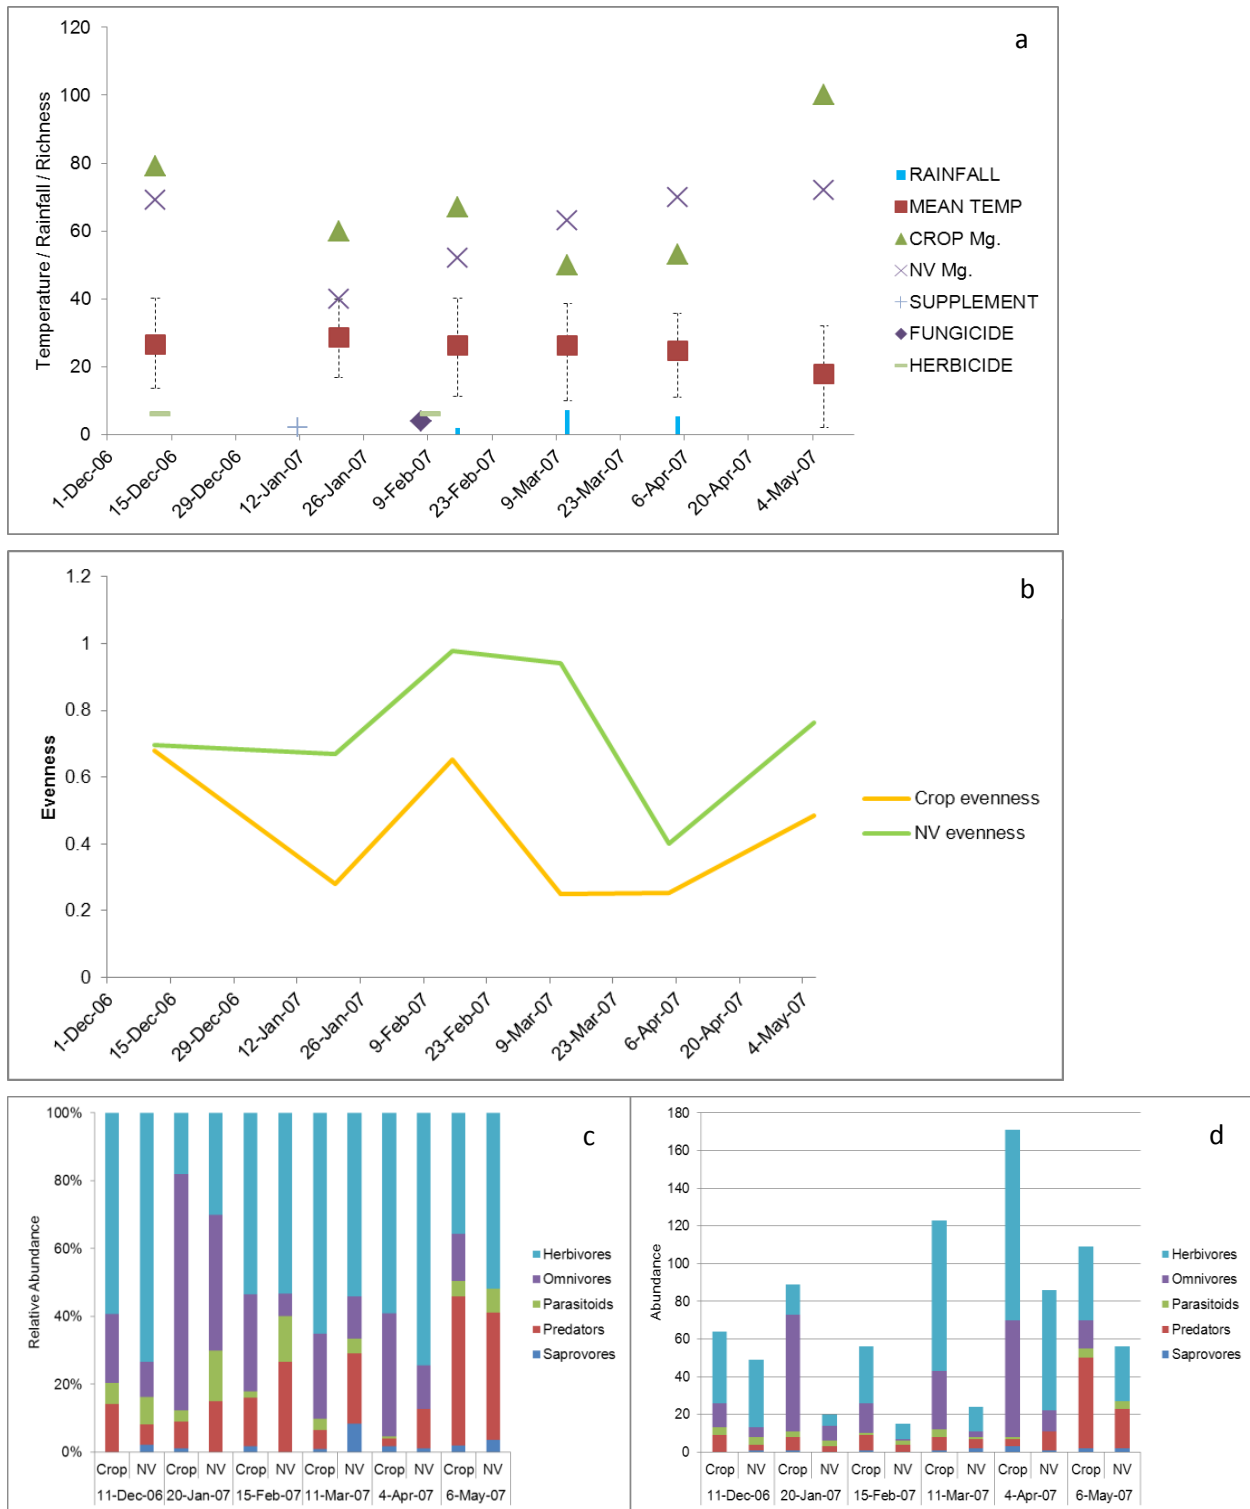 a
120
100
80
60
40
20
0
Temperature / Rainfall / Richness
1-Dec-06
15-Dec-06
29-Dec-06
12-Jan-07
26-Jan-07
9-Feb-07
23-Feb-07
9-Mar-07
23-Mar-07
6-Apr-07
20-Apr-07
4-May-07
RAINFALL
MEAN TEMP
CROP Mg.
NV Mg.
SUPPLEMENT
FUNGICIDE
HERBICIDE
b
1.2
1
0.8
0.6
0.4
0.2
0
Evenness
1-Dec-06
15-Dec-06
29-Dec-06
12-Jan-07
26-Jan-07
9-Feb-07
23-Feb-07
9-Mar-07
23-Mar-07
6-Apr-07
20-Apr-07
4-May-07
Crop evenness
NV evenness
c
100%
80%
60%
40%
20%
0%
Relative Abundance
Crop NV Crop NV Crop NV Crop NV Crop NV Crop NV
11-Dec-06 20-Jan-07 15-Feb-07 11-Mar-07 4-Apr-07 6-May-07
Herbivores
Omnivores
Parasitoids
Predators
Saprovores
d
180
160
140
120
100
80
60
40
20
0
Abundance
Crop NV Crop NV Crop NV Crop NV Crop NV Crop NV
11-Dec-06 20-Jan-07 15-Feb-07 11-Mar-07 4-Apr-07 6-May-07
Herbivores
Omnivores
Parasitoids
Predators
Saprovores